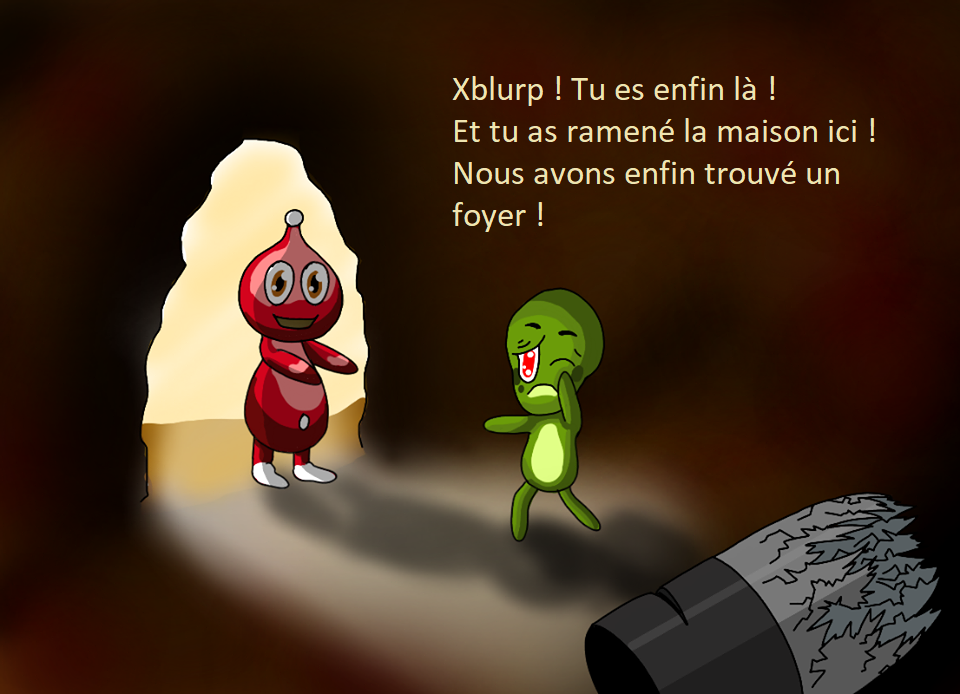 Xblurp ! Tu es enfin là !
Et tu as ramené la maison ici !
Nous avons enfin trouvé un
foyer !